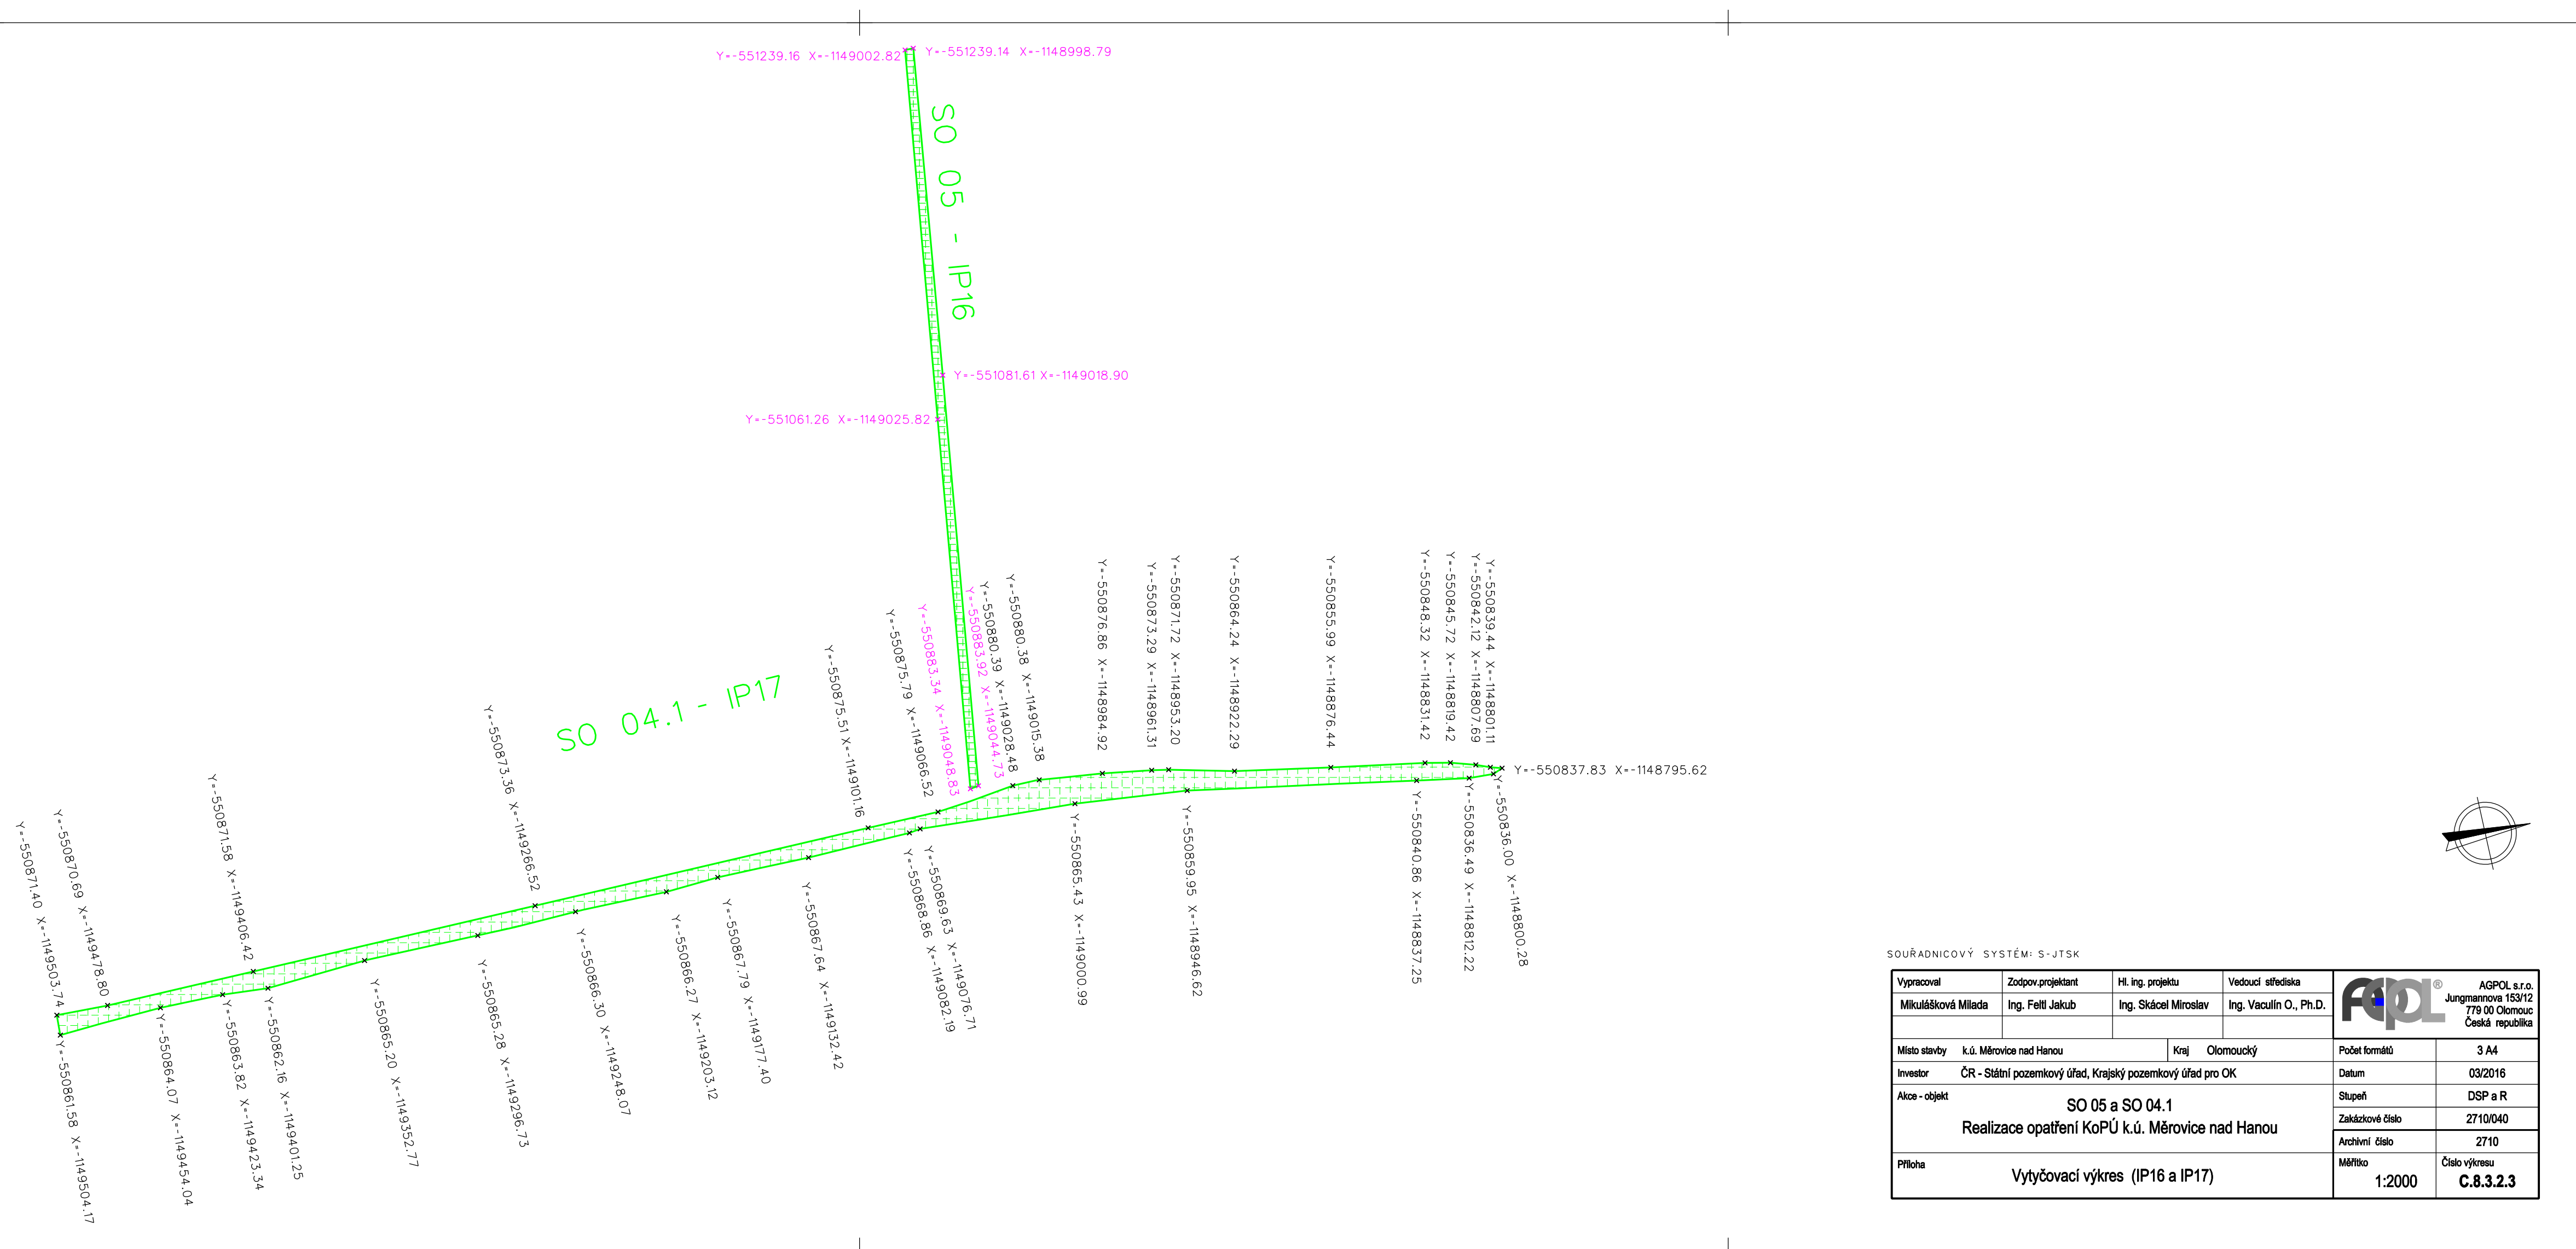 Y=-551239.16 X=-1149002.82
Y=-551239.14 X=-1148998.79
SO 05 - IP16
Y=-551081.61 X=-1149018.90
Y=-551061.26 X=-1149025.82
SO 04.1 - IP17
Y=-550871.40 X=-1149503.74
Y=-550870.69 X=-1149478.80
Y=-550871.58 X=-1149406.42
Y=-550873.36 X=-1149266.52
Y=-550875.51 X=-1149101.16
Y=-550875.79 X=-1149066.52
Y=-550883.34 X=-1149048.83
Y=-550883.92 X=-1149044.73
Y=-550880.39 X=-1149028.48
Y=-550880.38 X=-1149015.38
Y=-550876.86 X=-1148984.92
Y=-550873.29 X=-1148961.31
Y=-550871.72 X=-1148953.20
Y=-550864.24 X=-1148922.29
Y=-550855.99 X=-1148876.44
Y=-550848.32 X=-1148831.42
Y=-550845.72 X=-1148819.42
Y=-550842.12 X=-1148807.69
Y=-550839.44 X=-1148801.11
Y=-550837.83 X=-1148795.62
Y=-550861.58 X=-1149504.17
Y=-550864.07 X=-1149454.04
Y=-550863.82 X=-1149423.34
Y=-550862.16 X=-1149401.25
Y=-550865.20 X=-1149352.77
Y=-550865.28 X=-1149296.73
Y=-550866.30 X=-1149248.07
Y=-550866.27 X=-1149203.12
Y=-550867.79 X=-1149177.40
Y=-550867.64 X=-1149132.42
Y=-550868.86 X=-1149082.19
Y=-550869.63 X=-1149076.71
Y=-550865.43 X=-1149000.99
Y=-550859.95 X=-1148946.62
Y=-550840.86 X=-1148837.25
Y=-550836.49 X=-1148812.22
Y=-550836.00 X=-1148800.28
SOUŘADNICOVÝ SYSTÉM: S-JTSK
Vypracoval Zodpov.projektant Hl. ing. projektu Vedoucí střediska
Mikulášková Milada Ing. Feltl Jakub Ing. Skácel Miroslav Ing. Vaculín O., Ph.D.
AGPOL ®
AGPOL s.r.o.
Jungmannova 153/12
779 00 Olomouc
Česká republika
Místo stavby k.ú. Měrovice nad Hanou Kraj Olomoucký
Počet formátů 3 A4
Investor ČR - Státní pozemkový úřad, Krajský pozemkový úřad pro OK
Datum 03/2016
Akce - objekt
SO 05 a SO 04.1
Realizace opatření KoPÚ k.ú. Měrovice nad Hanou
Stupeň DSP a R
Zakázkové číslo 2710/040
Archivní číslo 2710
Příloha
Vytyčovací výkres (IP16 a IP17)
Měřítko
1:2000
Číslo výkresu
C.8.3.2.3